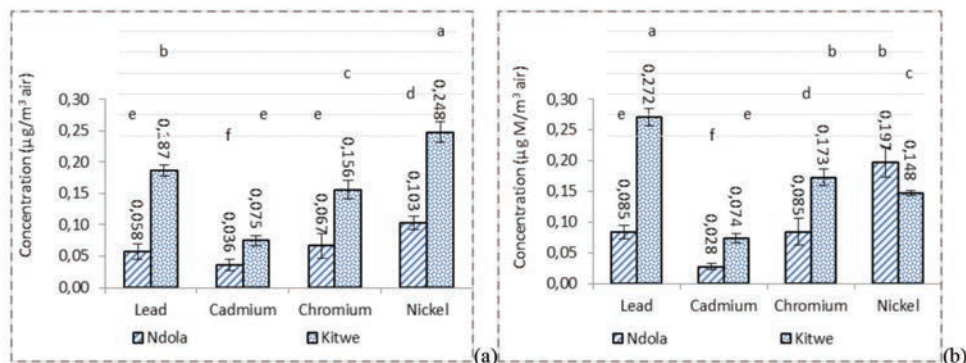 a
b
c
d
e e e
f
Concentration (µg/m³ air)
0,30
0,25
0,20
0,15
0,10
0,05
0,00
0,058
0,187
0,036
0,075
0,067
0,156
0,103
0,248
Lead Cadmium Chromium Nickel
Ndola Kitwe
(a)
a
b b
c
d
e e
f
Concentration (µg M/m³ air)
0,30
0,25
0,20
0,15
0,10
0,05
0,00
0,085
0,272
0,028
0,074
0,085
0,173
0,197
0,148
Lead Cadmium Chromium Nickel
Ndola Kitwe
(b)